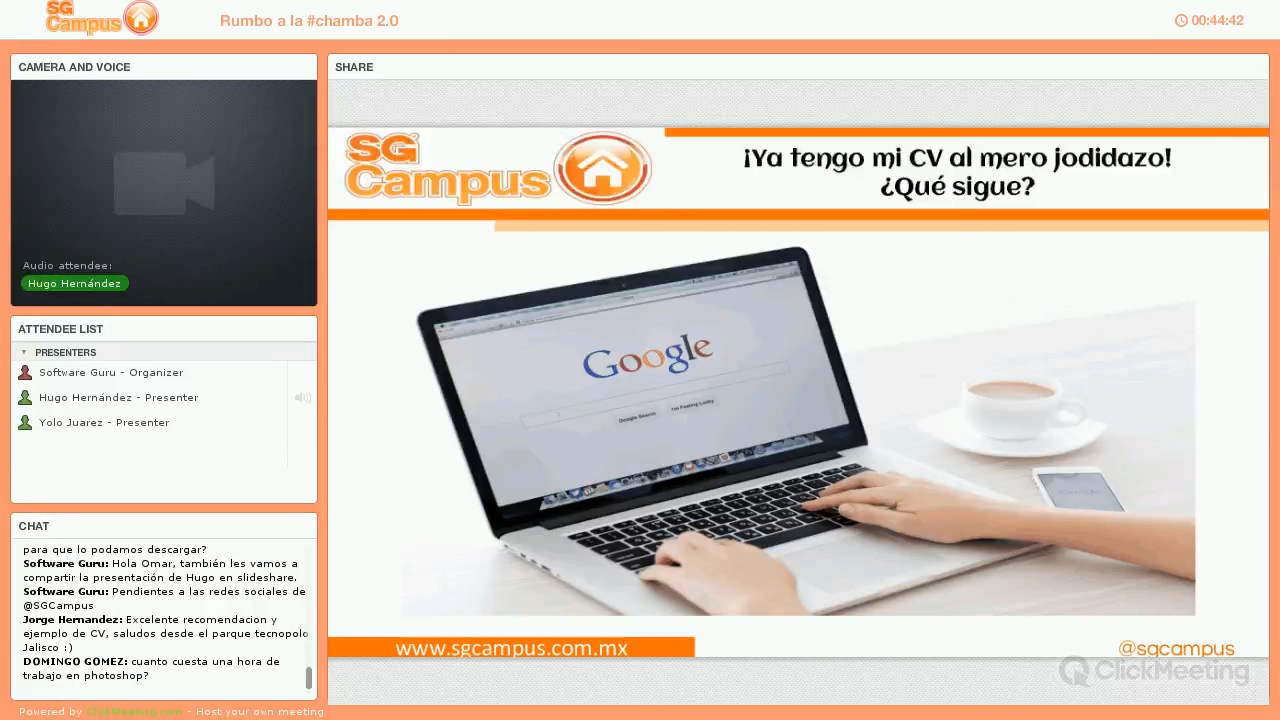 SG
Campus
Rumbo a la #chamba 2.0
00:44:42
CAMERA AND VOICE
Audio attendee:
Hugo Hernández
ATTENDEE LIST
PRESENTERS
Software Guru - Organizer
Hugo Hernández - Presenter
Yolo Juarez - Presenter
CHAT
para que lo podamos descargar?
Software Guru: Hola Omar, también les vamos a
compartir la presentación de Hugo en slideshare.
Software Guru: Pendientes a las redes sociales de
@SGCampus
Jorge Hernandez: Excelente recomendacion y
ejemplo de CV, saludos desde el parque tecnopolo
Jalisco :)
DOMINGO GOMEZ: cuanto cuesta una hora de
trabajo en photoshop?
Powered by ClickMeeting.com - Host your own meeting
SHARE
SG
Campus
¡Ya tengo mi CV al mero jodidazo!
¿Qué sigue?
Google
Google Search
I'm Feeling Lucky
www.sgcampus.com.mx
@sgcampus
ClickMeeting